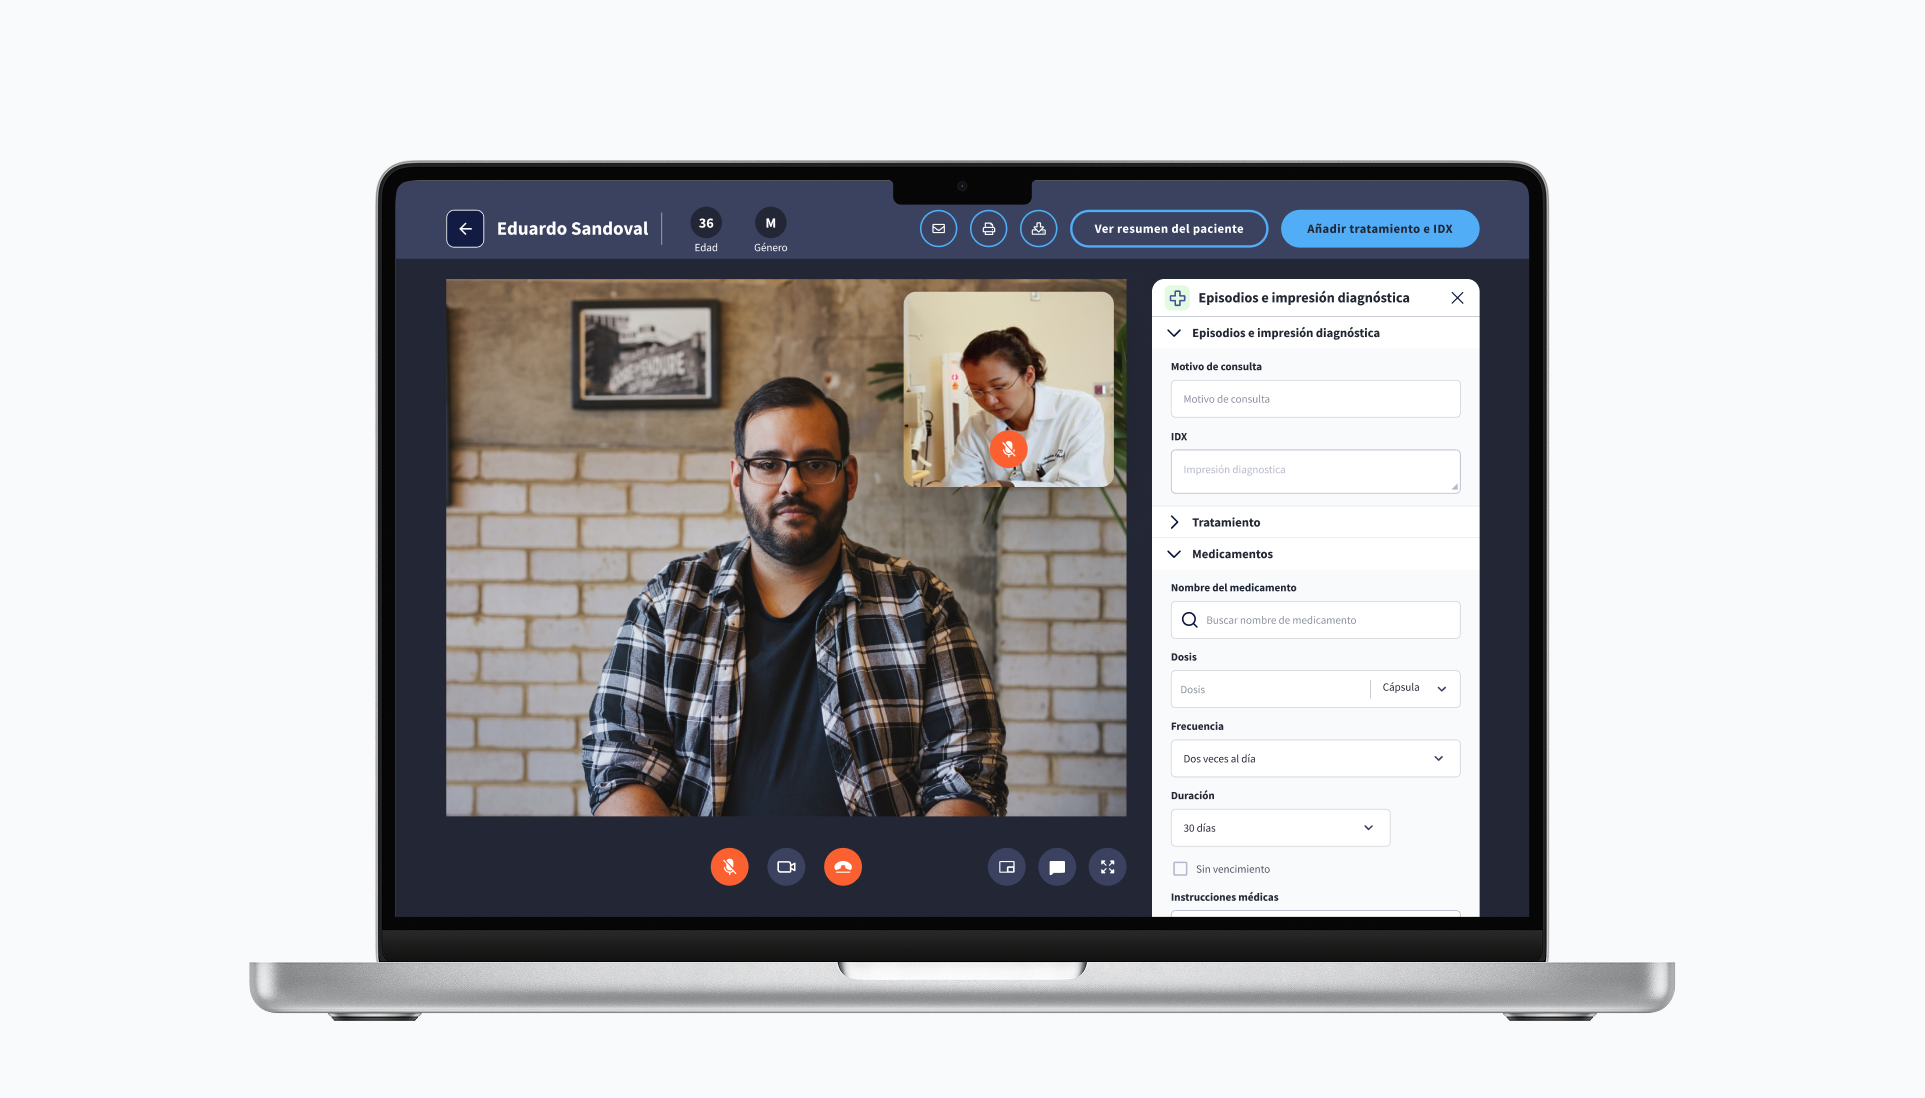 Eduardo Sandoval
36
Edad
M
Género
Ver resumen del paciente
Añadir tratamiento e IDX
Episodios e impresión diagnóstica
Episodios e impresión diagnóstica
Motivo de consulta
Motivo de consulta
IDX
Impresión diagnostica
Tratamiento
Medicamentos
Nombre del medicamento
Buscar nombre de medicamento
Dosis
Dosis
Cápsula
Frecuencia
Dos veces al día
Duración
30 días
Sin vencimiento
Instrucciones médicas